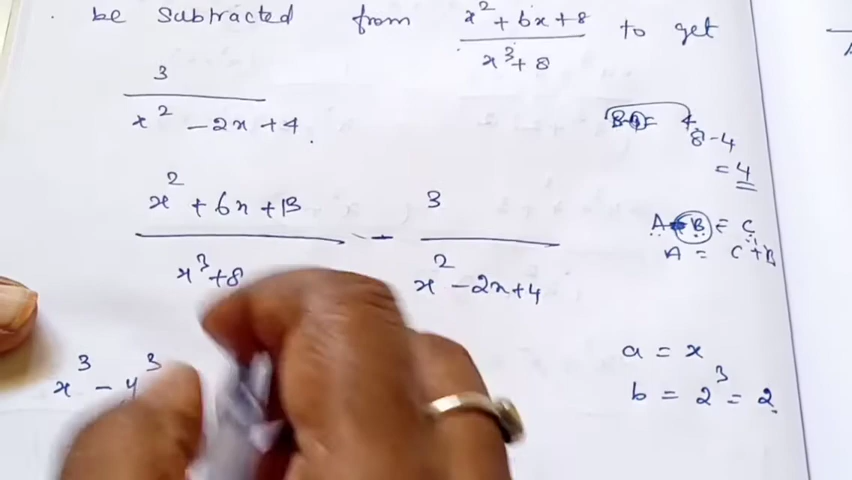 be subtracted from x² + 6x + 8 / x³ + 8 to get
3 / x² - 2x + 4.
8 - 4
= 4
x² + 6x + 13 / x³ + 8 - 3 / x² - 2x + 4
A - B = C
A = C + B
x³ - y³
a = x
b = 2³ = 2